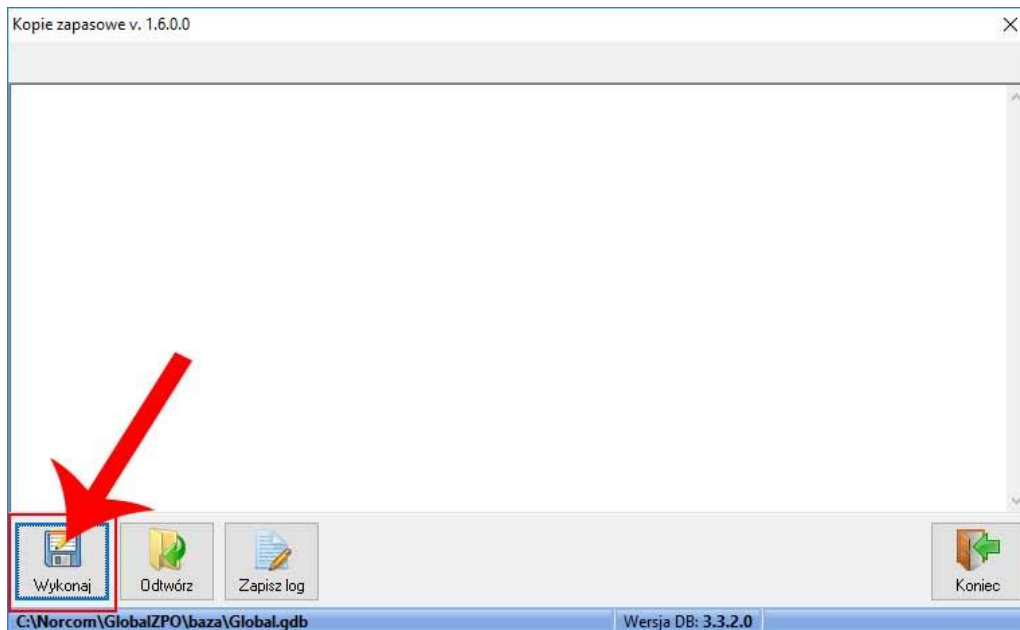 Kopie zapasowe v. 1.6.0.0
Wykonaj Odtwórz Zapisz log Koniec
C:\Norcom\GlobalZPO\baza\Global.gdb Wersja DB: 3.3.2.0